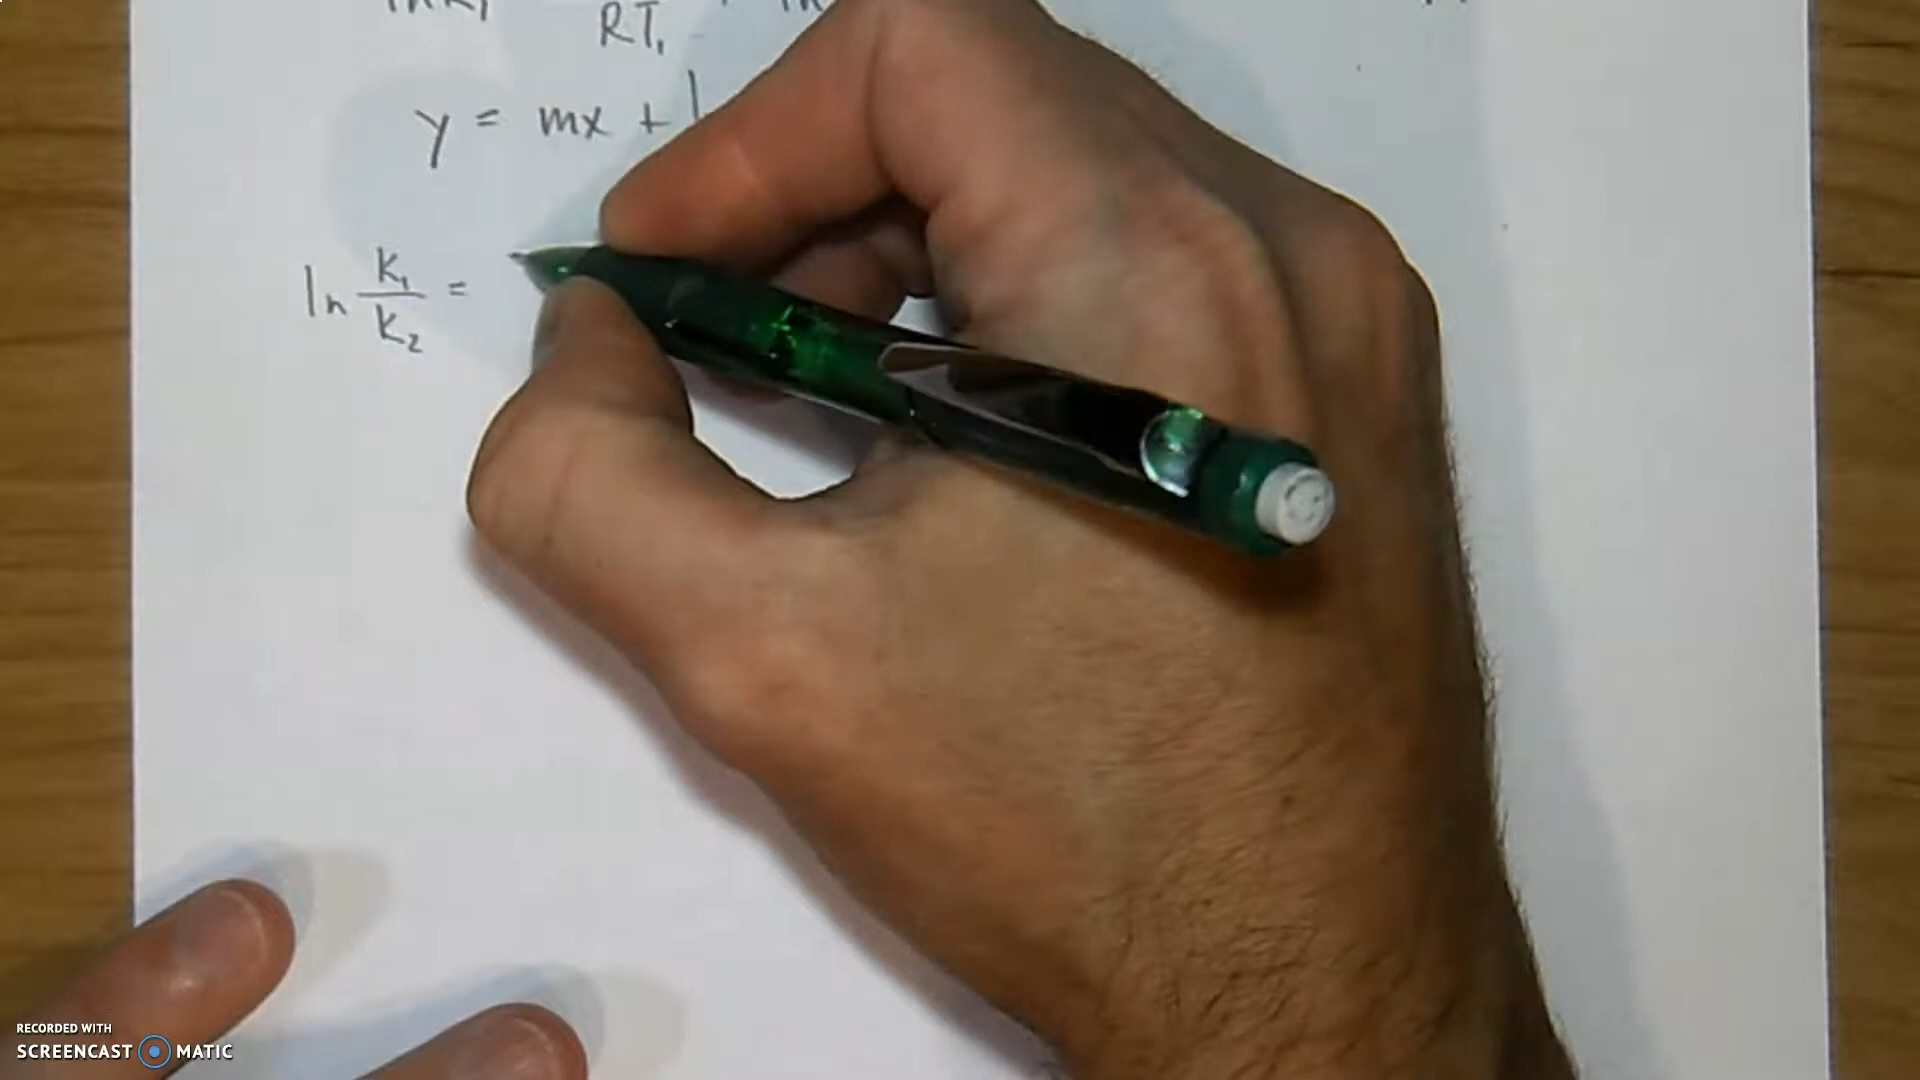 RT₁
y = mx +
ln K₁/K₂ =
RECORDED WITH
SCREENCAST MATIC